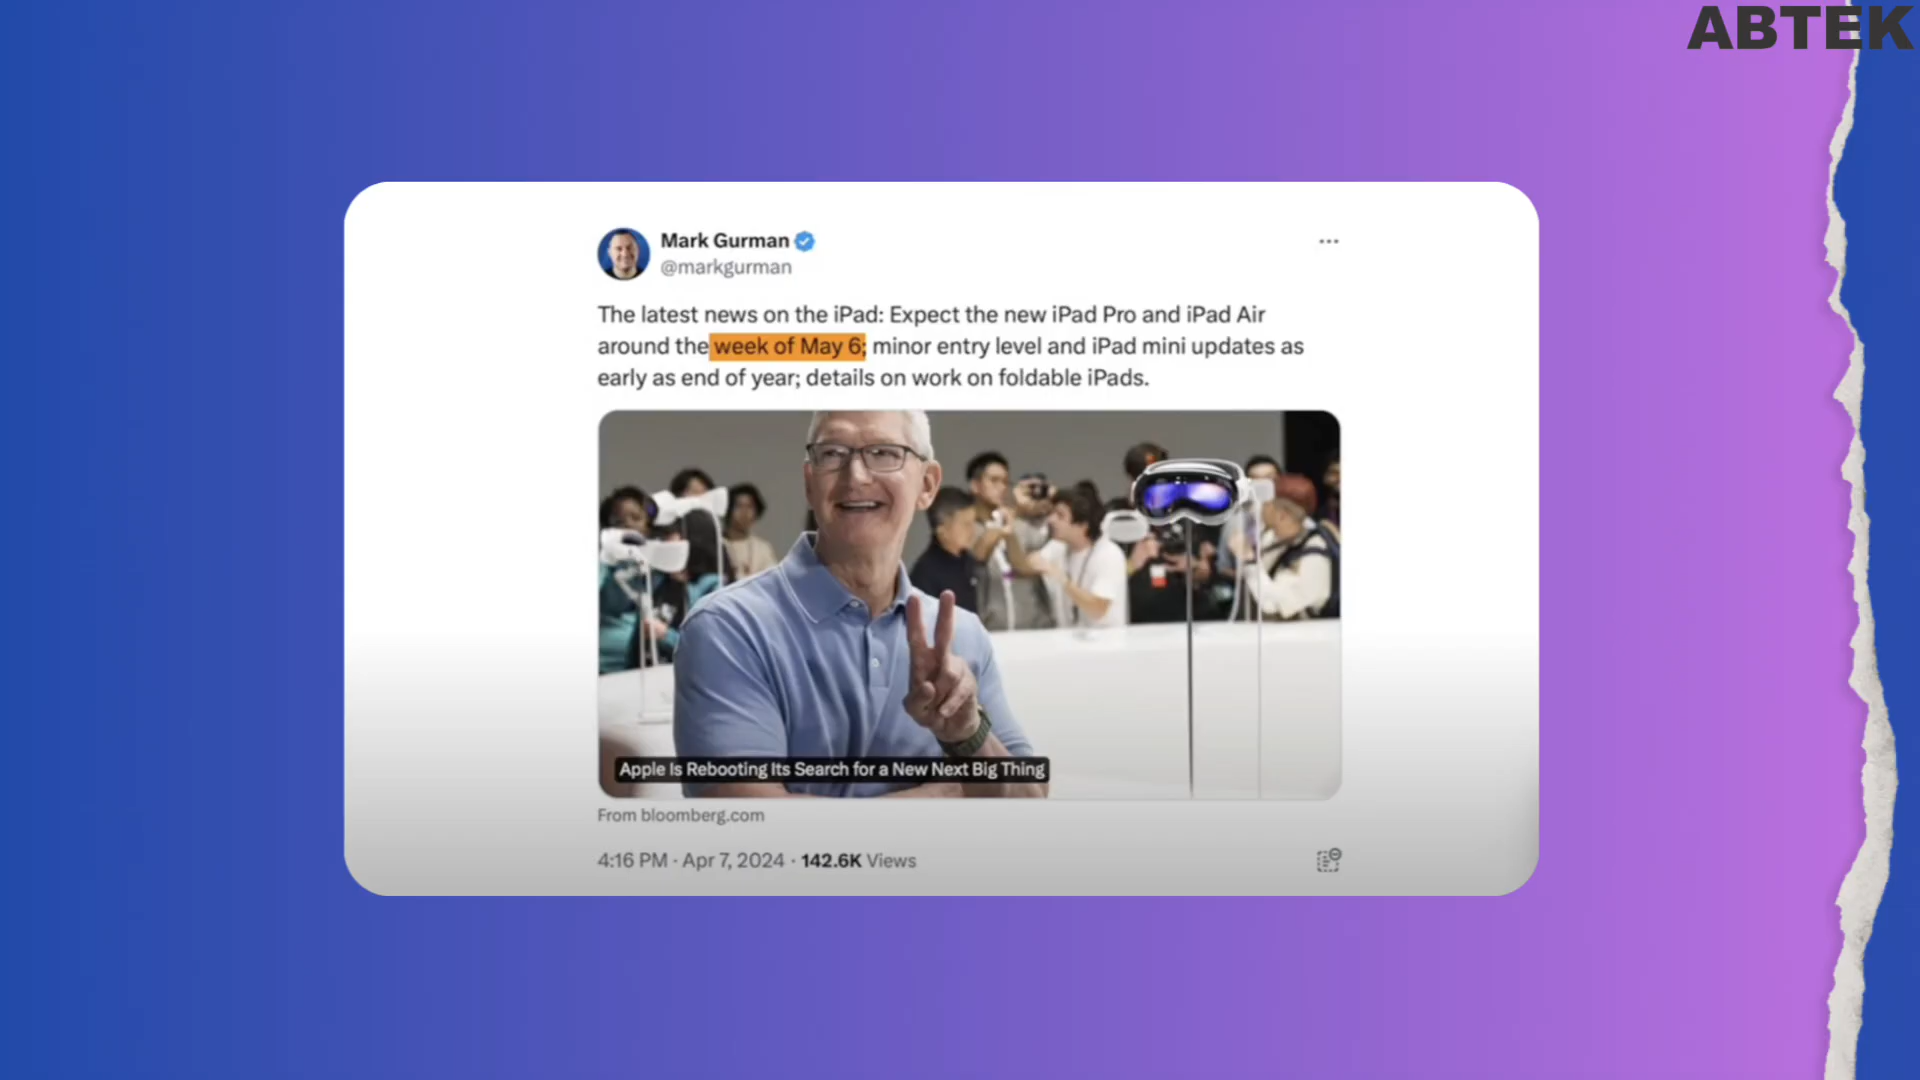 ABTEK
Mark Gurman
@markgurman
The latest news on the iPad: Expect the new iPad Pro and iPad Air
around the week of May 6; minor entry level and iPad mini updates as
early as end of year; details on work on foldable iPads.
Apple Is Rebooting Its Search for a New Next Big Thing
From bloomberg.com
4:16 PM · Apr 7, 2024 · 142.6K Views